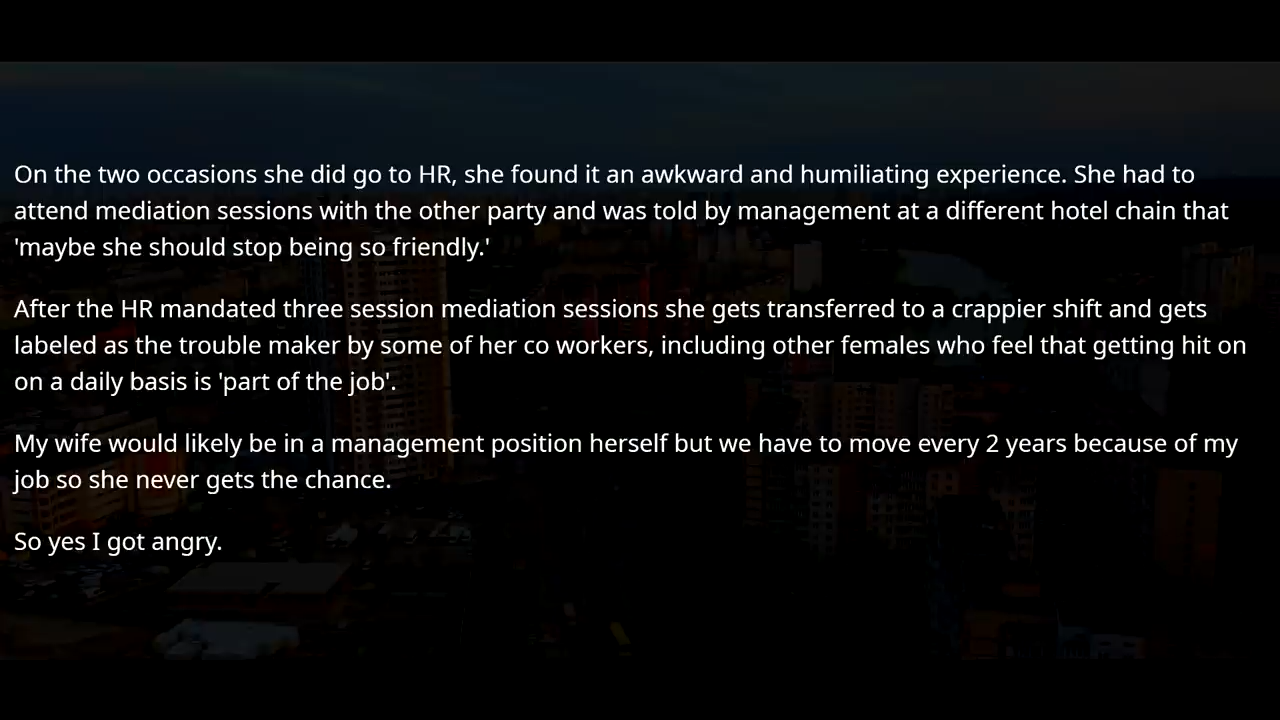 On the two occasions she did go to HR, she found it an awkward and humiliating experience. She had to
attend mediation sessions with the other party and was told by management at a different hotel chain that
'maybe she should stop being so friendly.'
After the HR mandated three session mediation sessions she gets transferred to a crappier shift and gets
labeled as the trouble maker by some of her co workers, including other females who feel that getting hit on
on a daily basis is 'part of the job'.
My wife would likely be in a management position herself but we have to move every 2 years because of my
job so she never gets the chance.
So yes I got angry.